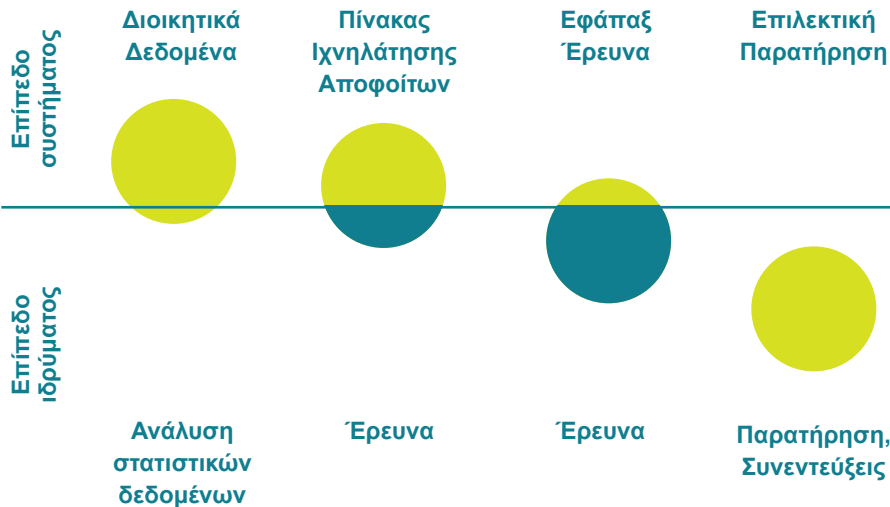 Διοικητικά
Δεδομένα
Πίνακας
Ιχνηλάτησης
Αποφοίτων
Εφάπαξ
Έρευνα
Επιλεκτική
Παρατήρηση
Επίπεδο
συστήματος
Επίπεδο
ιδρύματος
Ανάλυση
στατιστικών
δεδομένων
Έρευνα
Έρευνα
Παρατήρηση,
Συνεντεύξεις